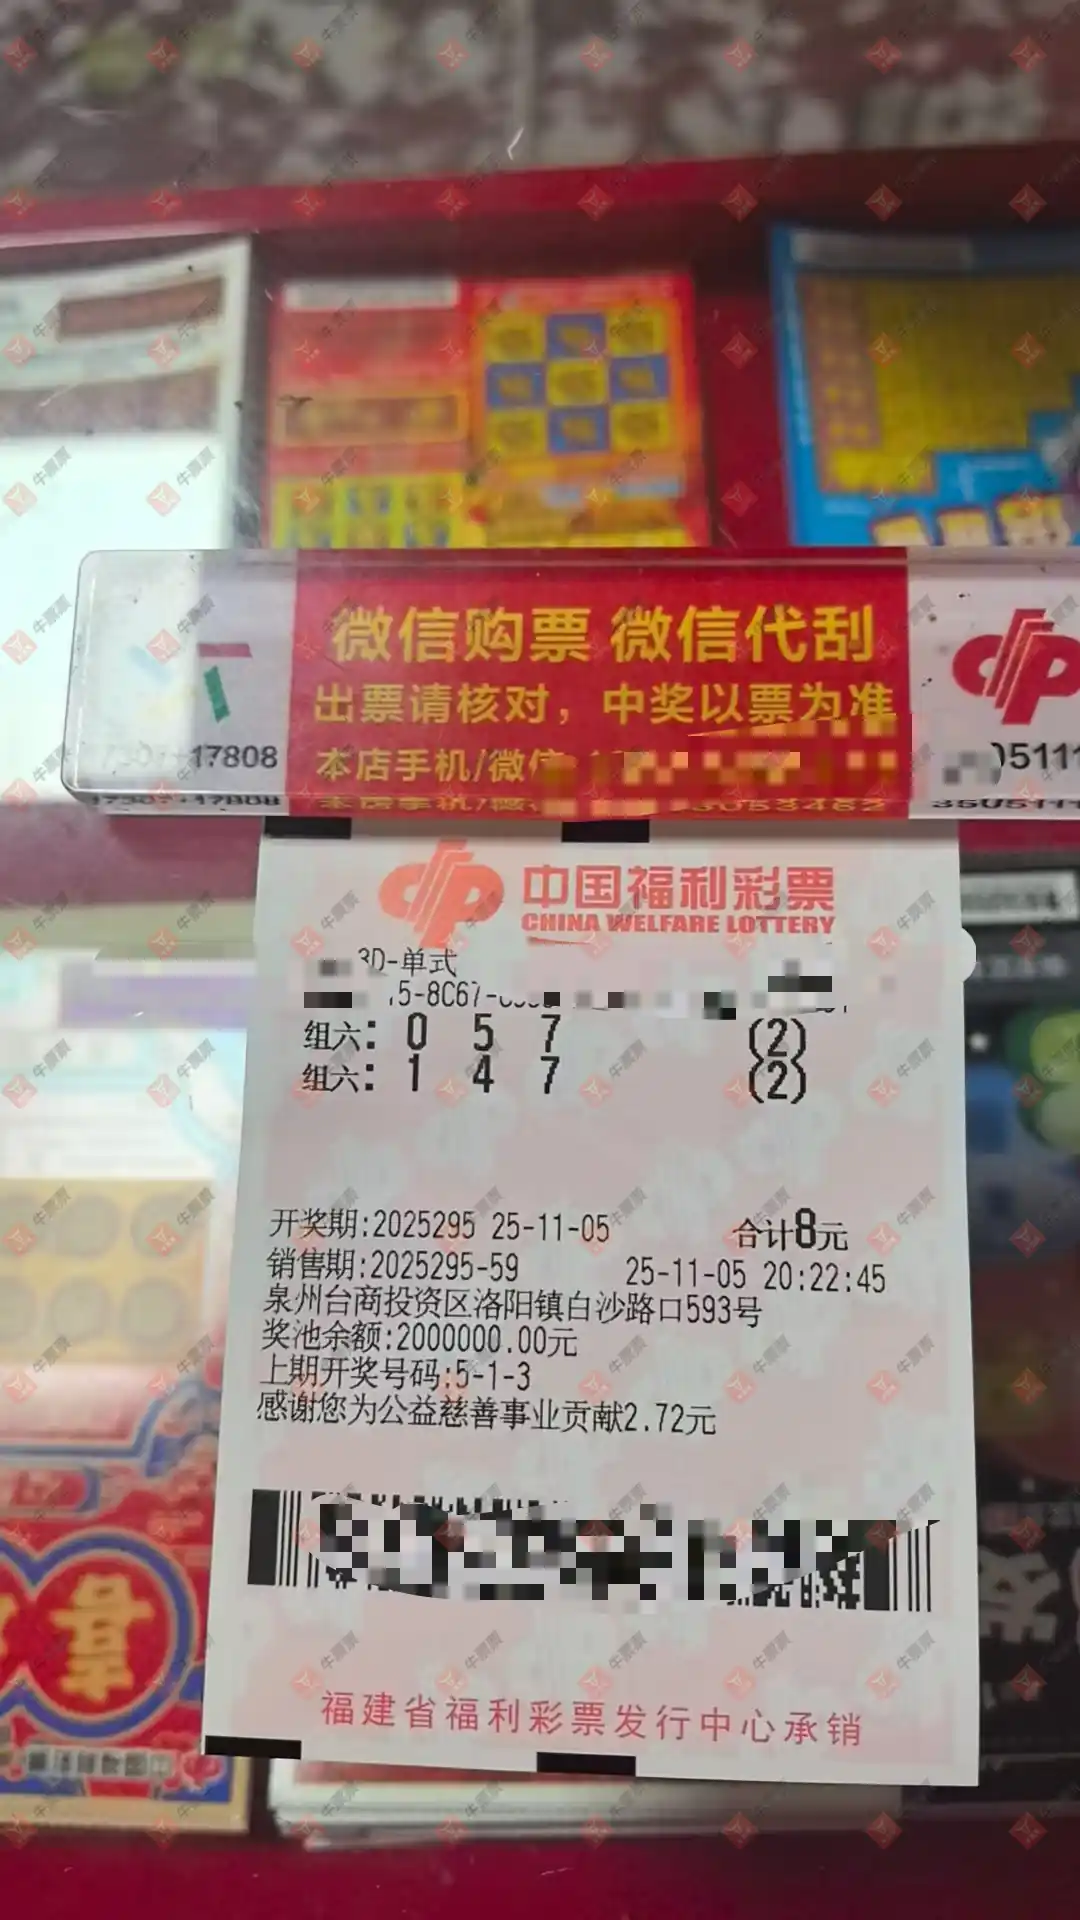 微信购票 微信代刮
出票请核对，中奖以票为准
本店手机/微信
17808
05111
中国福利彩票
CHINA WELFARE LOTTERY
3D-单式
5-8C67-
组六: 0 5 7 (2)
组六: 1 4 7 (2)
开奖期:2025295 25-11-05 合计8元
销售期:2025295-59 25-11-05 20:22:45
泉州台商投资区洛阳镇白沙路口593号
奖池余额:2000000.00元
上期开奖号码:5-1-3
感谢您为公益慈善事业贡献2.72元
福建省福利彩票发行中心承销
牛票票